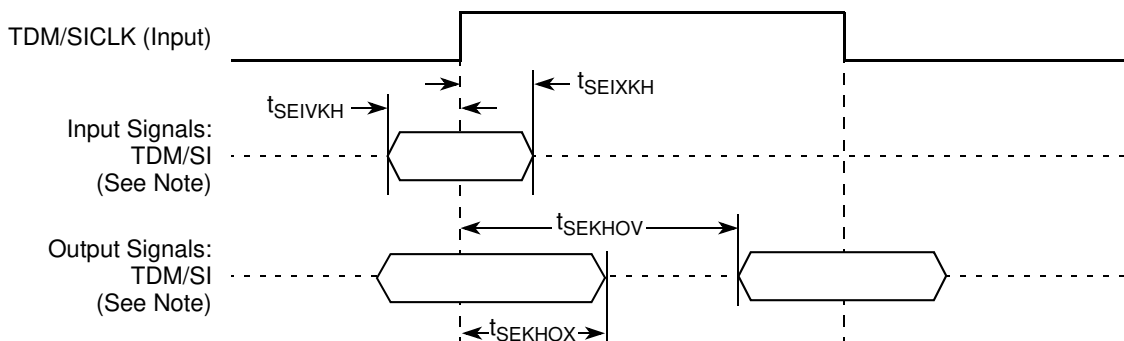 TDM/SICLK (Input)
tSEIXKH
tSEIVKH
Input Signals:
TDM/SI
(See Note)
tSEKHOV
Output Signals:
TDM/SI
(See Note)
tSEKHOX